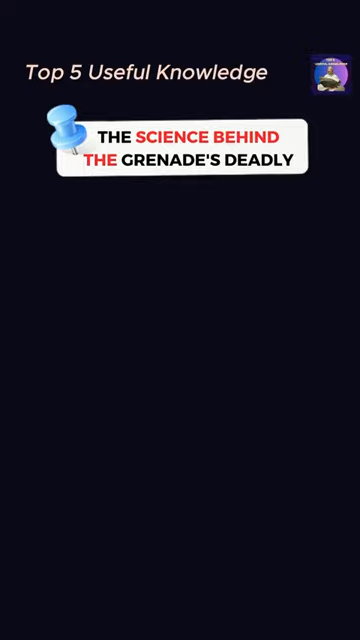 Top 5 Useful Knowledge
THE SCIENCE BEHIND
THE GRENADE'S DEADLY